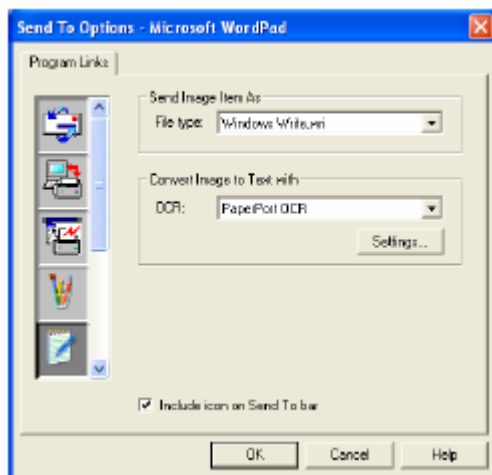 Send To Options - Microsoft WordPad
Program Links
Send Image Item As
File type: Windows Write.wri
Convert Image to Text with
OCR: PaperPort OCR
Settings...
Include icon on Send To bar
OK Cancel Help